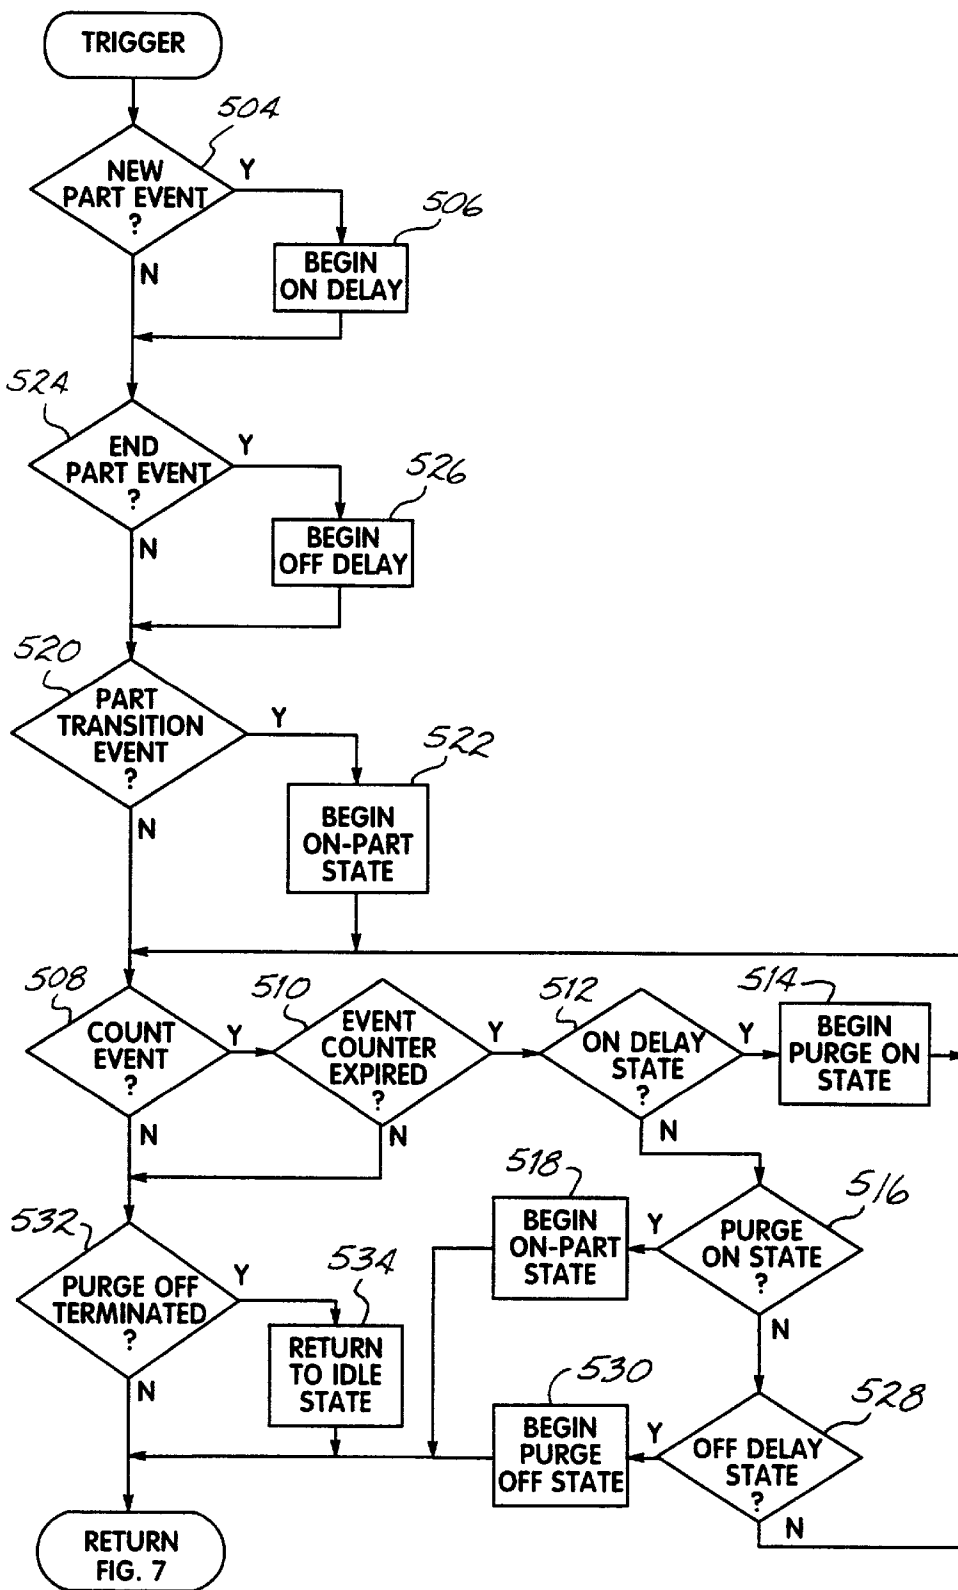 TRIGGER
504
NEW
PART EVENT
?
Y
N
506
BEGIN
ON DELAY
524
END
PART EVENT
?
Y
N
526
BEGIN
OFF DELAY
520
PART
TRANSITION
EVENT
?
Y
N
522
BEGIN
ON-PART
STATE
508
COUNT
EVENT
?
Y
N
510
EVENT
COUNTER
EXPIRED
?
Y
N
512
ON DELAY
STATE
?
Y
N
514
BEGIN
PURGE ON
STATE
516
PURGE
ON STATE
?
Y
N
518
BEGIN
ON-PART
STATE
532
PURGE OFF
TERMINATED
?
Y
N
534
RETURN
TO IDLE
STATE
528
OFF DELAY
STATE
?
Y
N
530
BEGIN
PURGE
OFF STATE
RETURN
FIG. 7